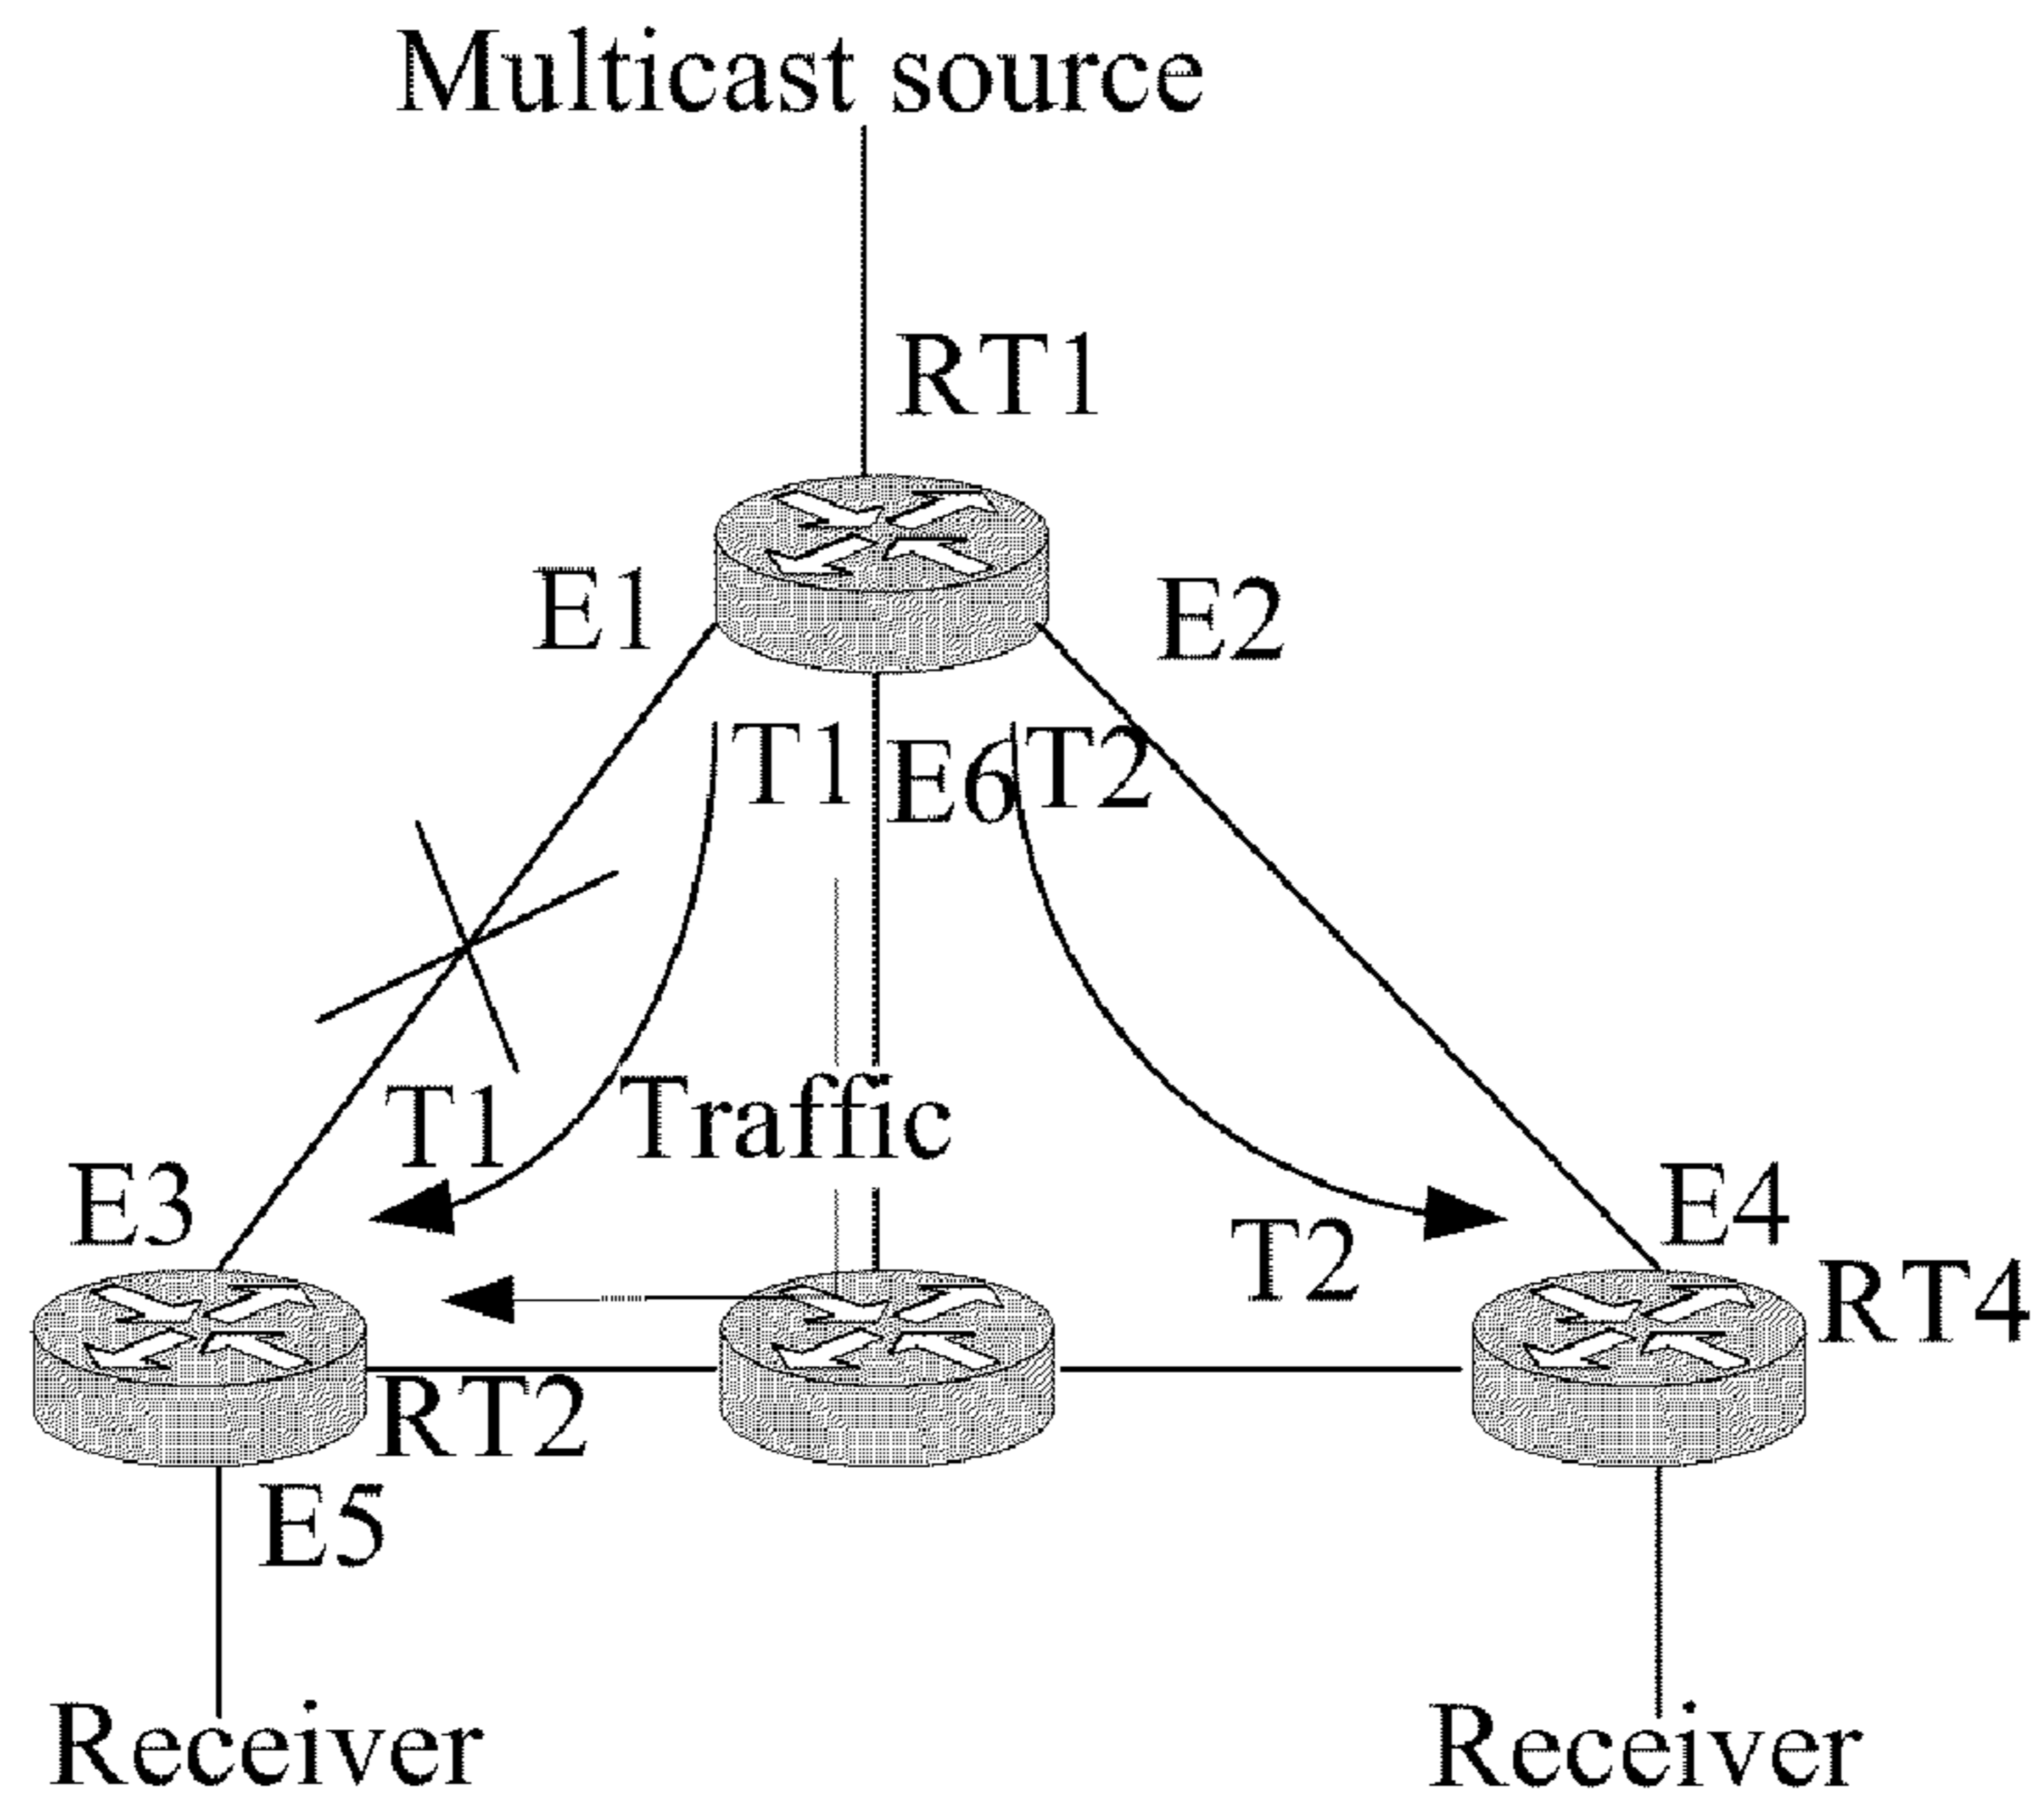 Multicast source
RT1
E1
E2
T1
E6
T2
T1
Traffic
E3
E4
T2
RT4
RT2
E5
Receiver
Receiver